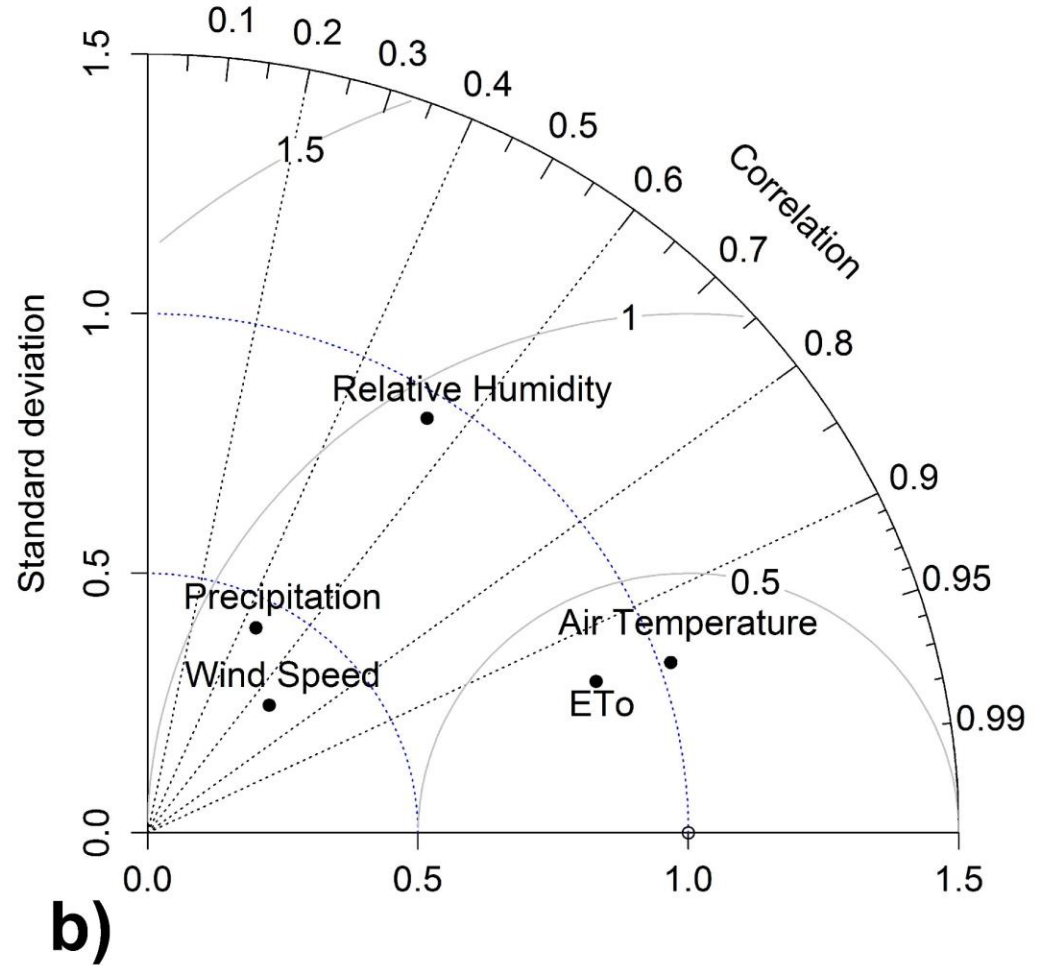 0.1
0.2
0.3
0.4
0.5
0.6
0.7
0.8
0.9
0.95
0.99
Correlation
1.5
1.0
0.5
0.0
Standard deviation
1.5
1
0.5
Relative Humidity
Precipitation
Wind Speed
Air Temperature
ETo
0.0 0.5 1.0 1.5
b)